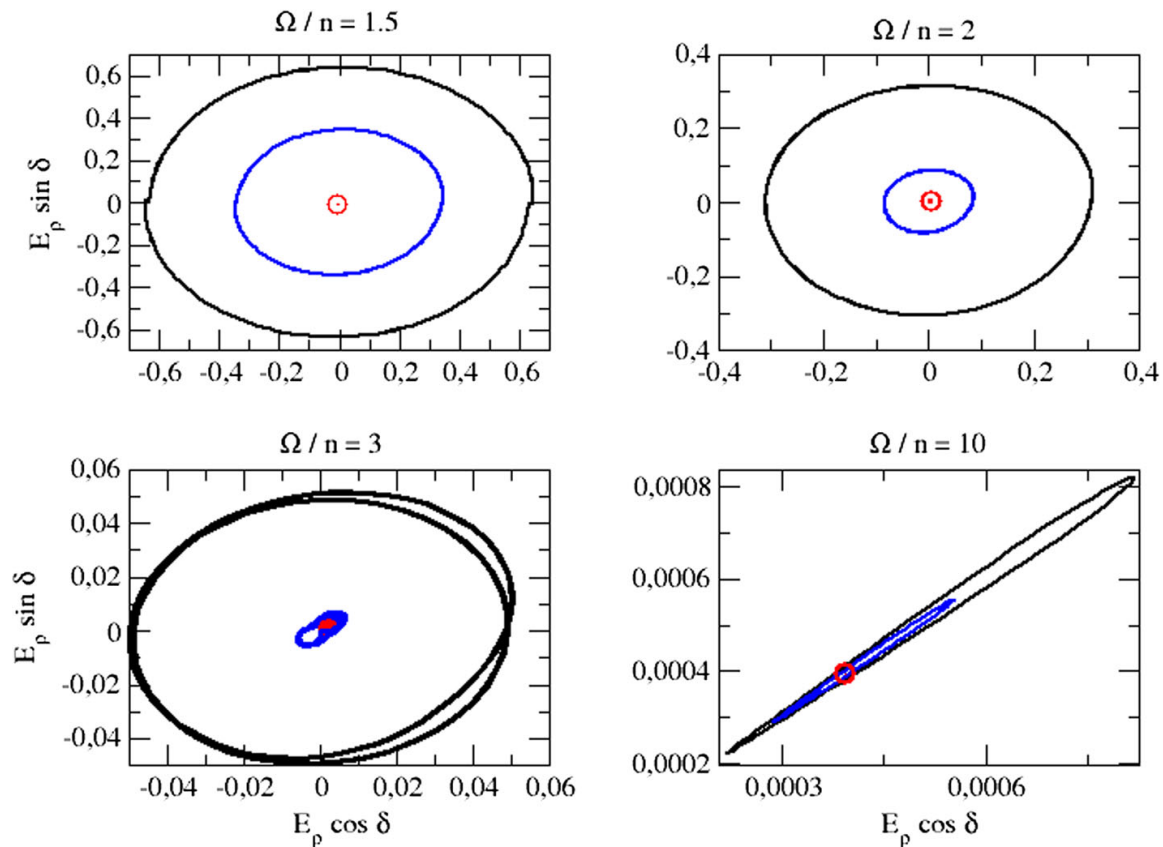 Ω / n = 1.5
0,6
0,4
0,2
0
-0,2
-0,4
-0,6
E_ρ sin δ
-0,6 -0,4 -0,2 0 0,2 0,4 0,6
Ω / n = 2
0,4
0,2
0
-0,2
-0,4
-0,4 -0,2 0 0,2 0,4
Ω / n = 3
0,06
0,04
0,02
0
-0,02
-0,04
E_ρ sin δ
-0,04 -0,02 0 0,02 0,04 0,06
E_ρ cos δ
Ω / n = 10
0,0008
0,0006
0,0004
0,0002
0,0003 0,0006
E_ρ cos δ